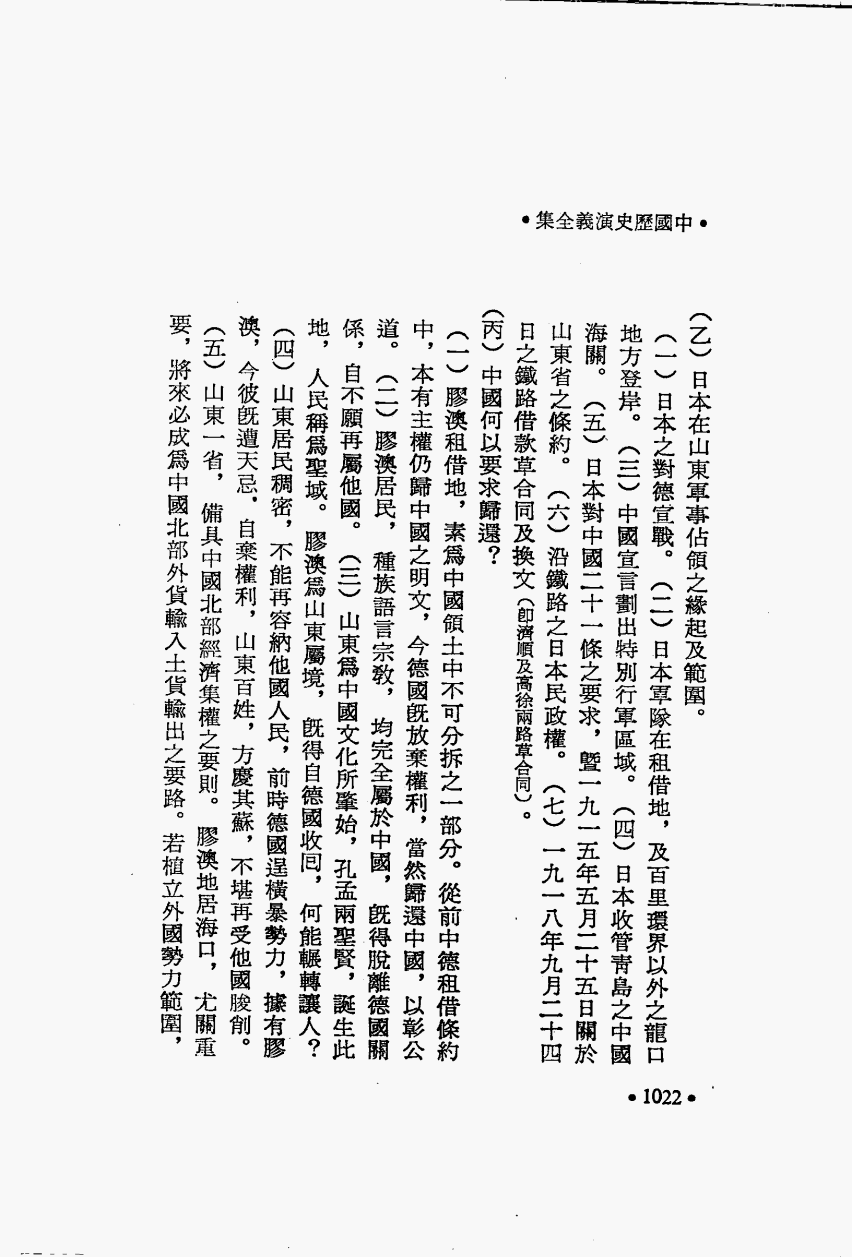 •中國歷史演義全集•
(乙)日本在山東軍事佔領之緣起及範圍。
(一)日本之對德宣戰。(二)日本軍隊在租借地，及百里環界以外之龍口
地方登岸。(三)中國宣言劃出特別行軍區域。(四)日本收管青島之中國
海關。(五)日本對中國二十一條之要求，暨一九一五年五月二十五日關於
山東省之條約。(六)沿鐵路之日本民政權。(七)一九一八年九月二十四
日之鐵路借款草合同及換文(卽濟順及高徐兩路草合同)。
(丙)中國何以要求歸還？
(一)膠澳租借地，素爲中國領土中不可分拆之一部分。從前中德租借條約
中，本有主權仍歸中國之明文，今德國旣放棄權利，當然歸還中國，以彰公
道。(二)膠澳居民，種族語言宗教，均完全屬於中國，旣得脫離德國關
係，自不願再屬他國。(三)山東爲中國文化所肇始，孔孟兩聖賢，誕生此
地，人民稱爲聖域。膠澳爲山東屬境，旣得自德國收囘，何能輾轉讓人？
(四)山東居民稠密，不能再容納他國人民，前時德國逞橫暴勢力，據有膠
澳，今彼旣遭天忌，自棄權利，山東百姓，方慶其蘇，不堪再受他國朘削。
(五)山東一省，備具中國北部經濟集權之要則。膠澳地居海口，尤關重
要，將來必成爲中國北部外貨輸入土貨輸出之要路。若植立外國勢力範圍，
•1022•